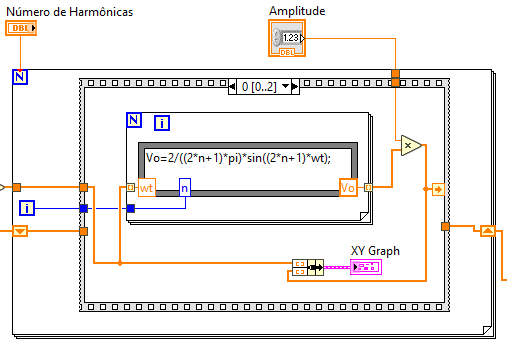 Número de Harmônicas
DBL
Amplitude
1.23
DBL
N
0 [0..2]
N
i
Vo=2/((2*n+1)*pi)*sin((2*n+1)*wt);
wt
n
Vo
x
i
XY Graph